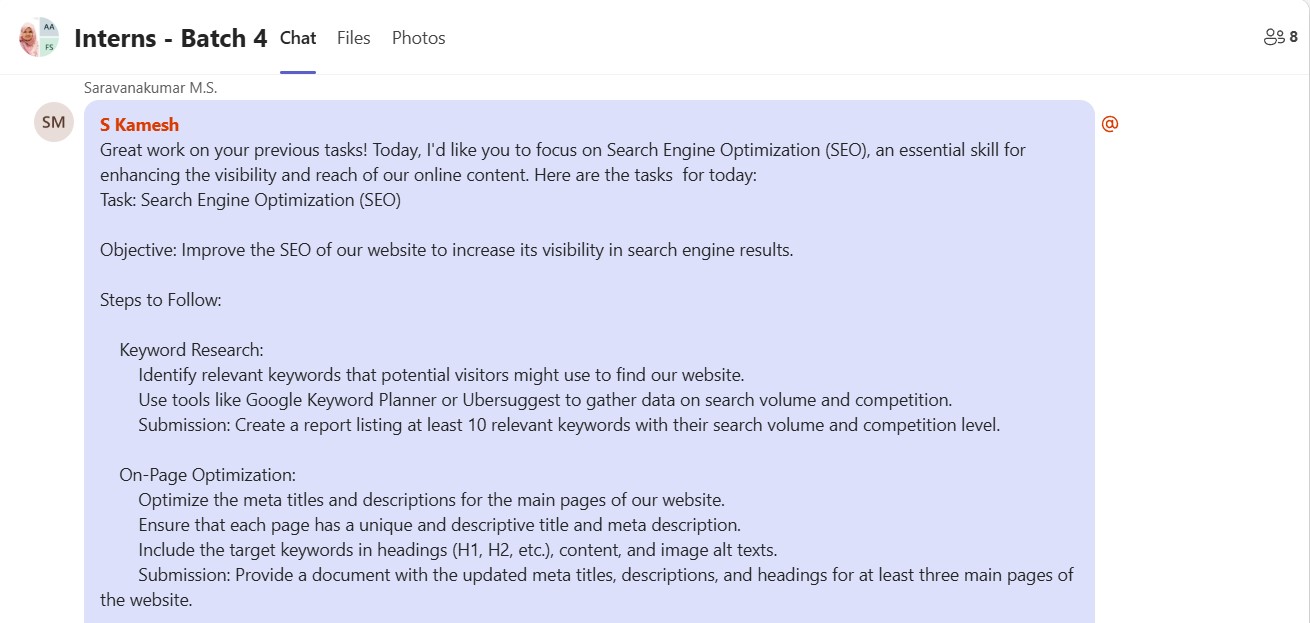 AA
FS
Interns - Batch 4 Chat Files Photos 8
Saravanakumar M.S.
SM
S Kamesh @
Great work on your previous tasks! Today, I'd like you to focus on Search Engine Optimization (SEO), an essential skill for
enhancing the visibility and reach of our online content. Here are the tasks  for today:
Task: Search Engine Optimization (SEO)
Objective: Improve the SEO of our website to increase its visibility in search engine results.
Steps to Follow:
Keyword Research:
Identify relevant keywords that potential visitors might use to find our website.
Use tools like Google Keyword Planner or Ubersuggest to gather data on search volume and competition.
Submission: Create a report listing at least 10 relevant keywords with their search volume and competition level.
On-Page Optimization:
Optimize the meta titles and descriptions for the main pages of our website.
Ensure that each page has a unique and descriptive title and meta description.
Include the target keywords in headings (H1, H2, etc.), content, and image alt texts.
Submission: Provide a document with the updated meta titles, descriptions, and headings for at least three main pages of
the website.